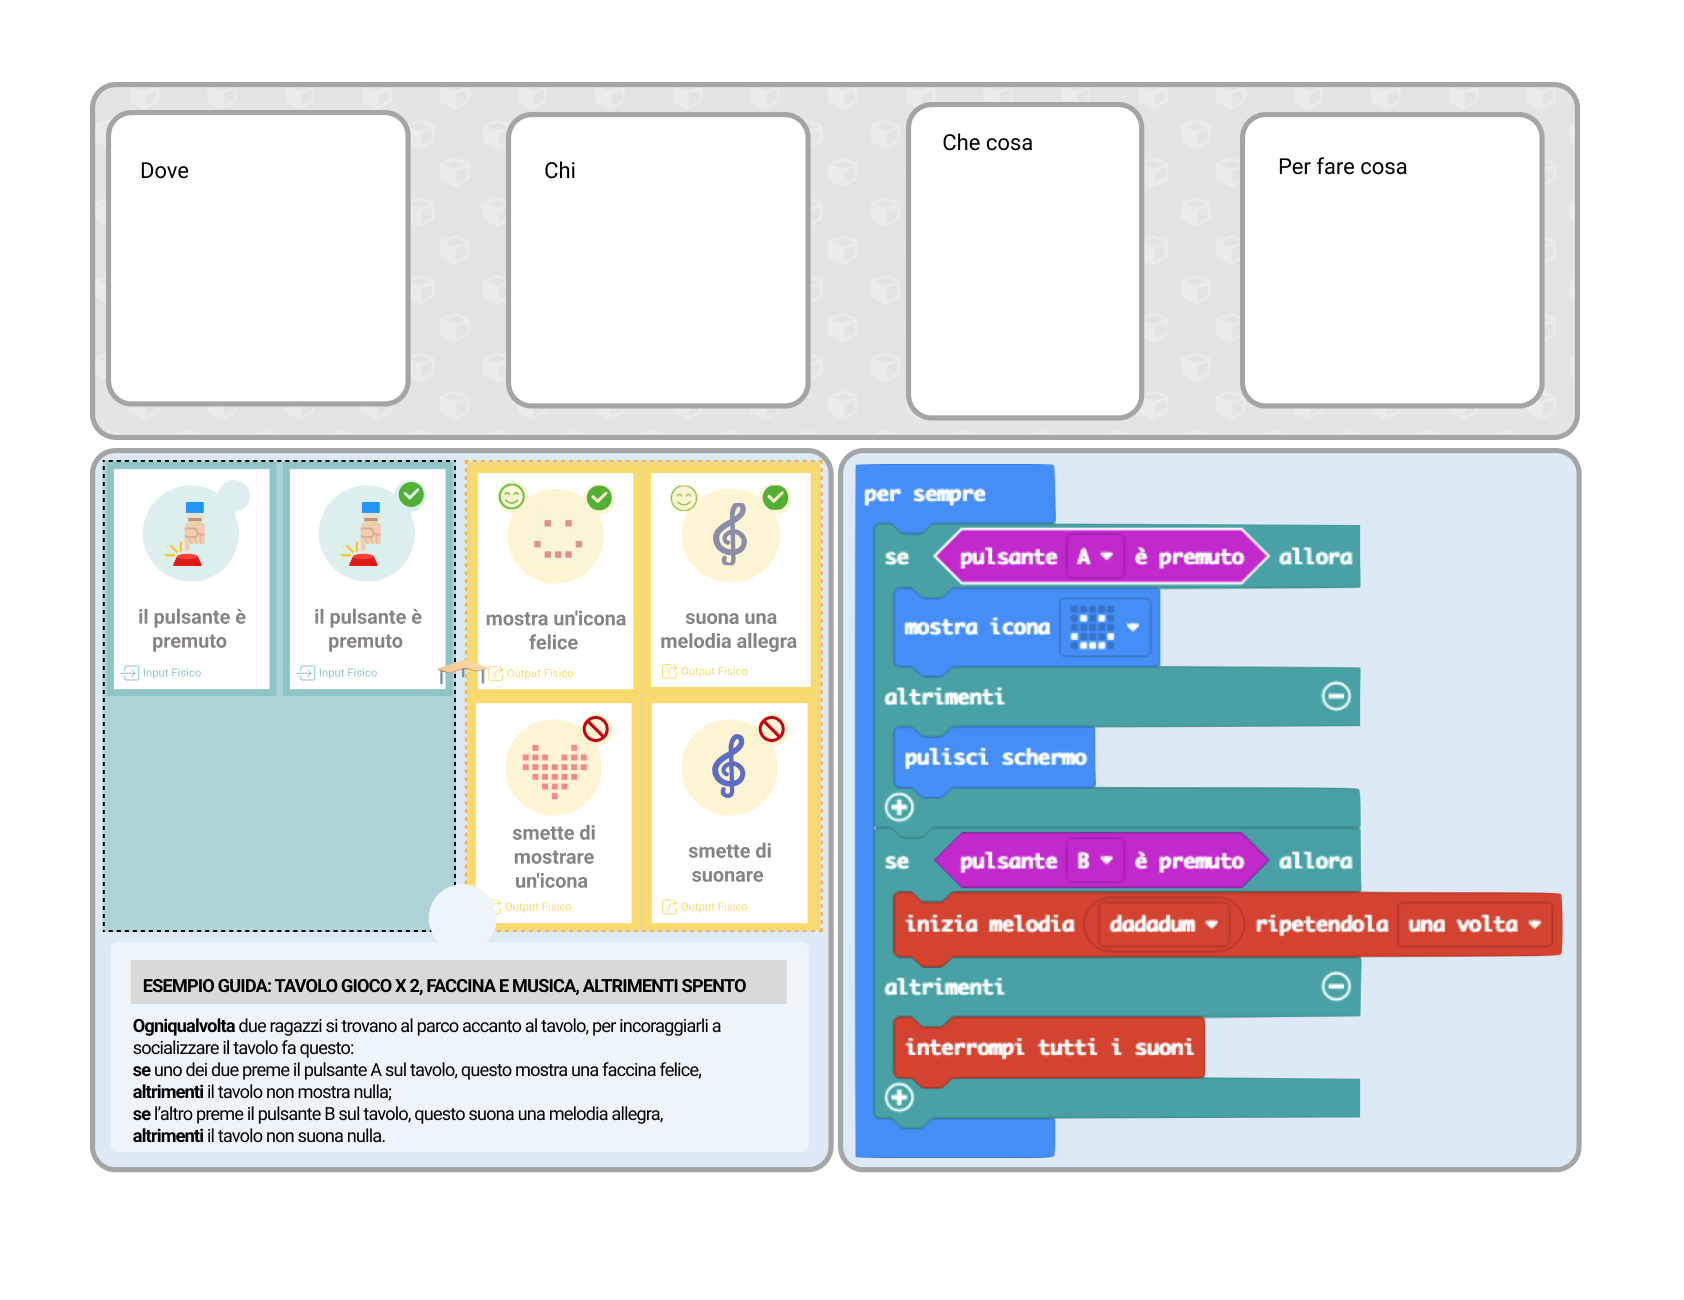 Dove
Chi
Che cosa
Per fare cosa
il pulsante è
premuto
Input Fisico
il pulsante è
premuto
Input Fisico
mostra un'icona
felice
Output Fisico
suona una
melodia allegra
Output Fisico
smette di
mostrare
un'icona
Output Fisico
smette di
suonare
Output Fisico
ESEMPIO GUIDA: TAVOLO GIOCO X 2, FACCINA E MUSICA, ALTRIMENTI SPENTO
Ogniqualvolta due ragazzi si trovano al parco accanto al tavolo, per incoraggiarli a
socializzare il tavolo fa questo:
se uno dei due preme il pulsante A sul tavolo, questo mostra una faccina felice,
altrimenti il tavolo non mostra nulla;
se l’altro preme il pulsante B sul tavolo, questo suona una melodia allegra,
altrimenti il tavolo non suona nulla.
per sempre
se pulsante A è premuto allora
mostra icona
altrimenti
pulisci schermo
se pulsante B è premuto allora
inizia melodia dadadum ripetendola una volta
altrimenti
interrompi tutti i suoni